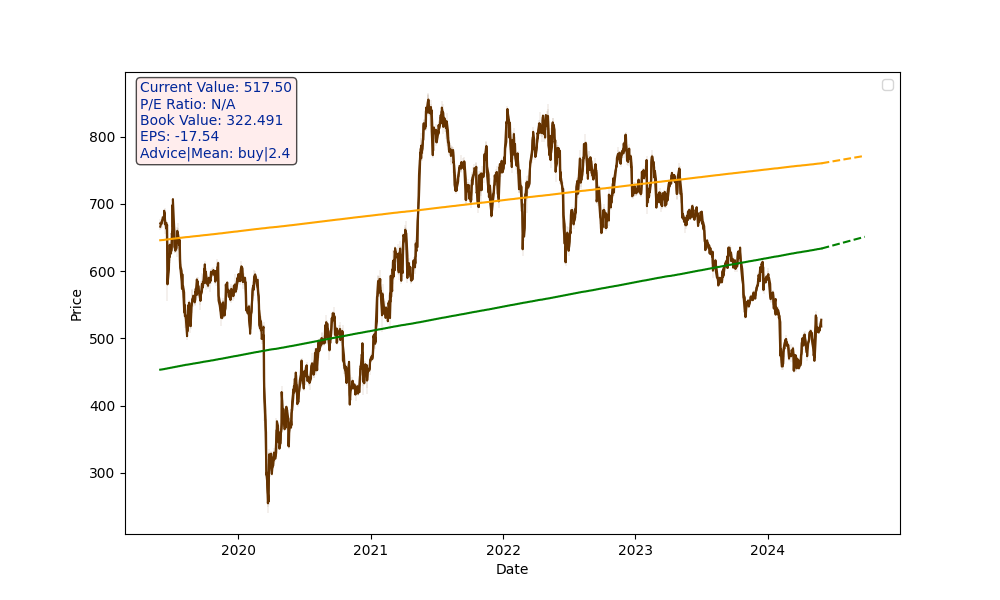 Current Value: 517.50
P/E Ratio: N/A
Book Value: 322.491
EPS: -17.54
Advice|Mean: buy|2.4
800
700
600
500
400
300
Price
2020 2021 2022 2023 2024
Date